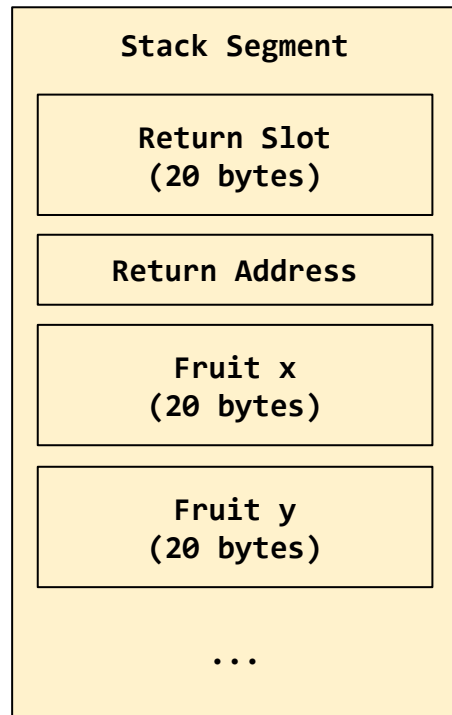 Stack Segment
Return Slot
(20 bytes)
Return Address
Fruit x
(20 bytes)
Fruit y
(20 bytes)
...